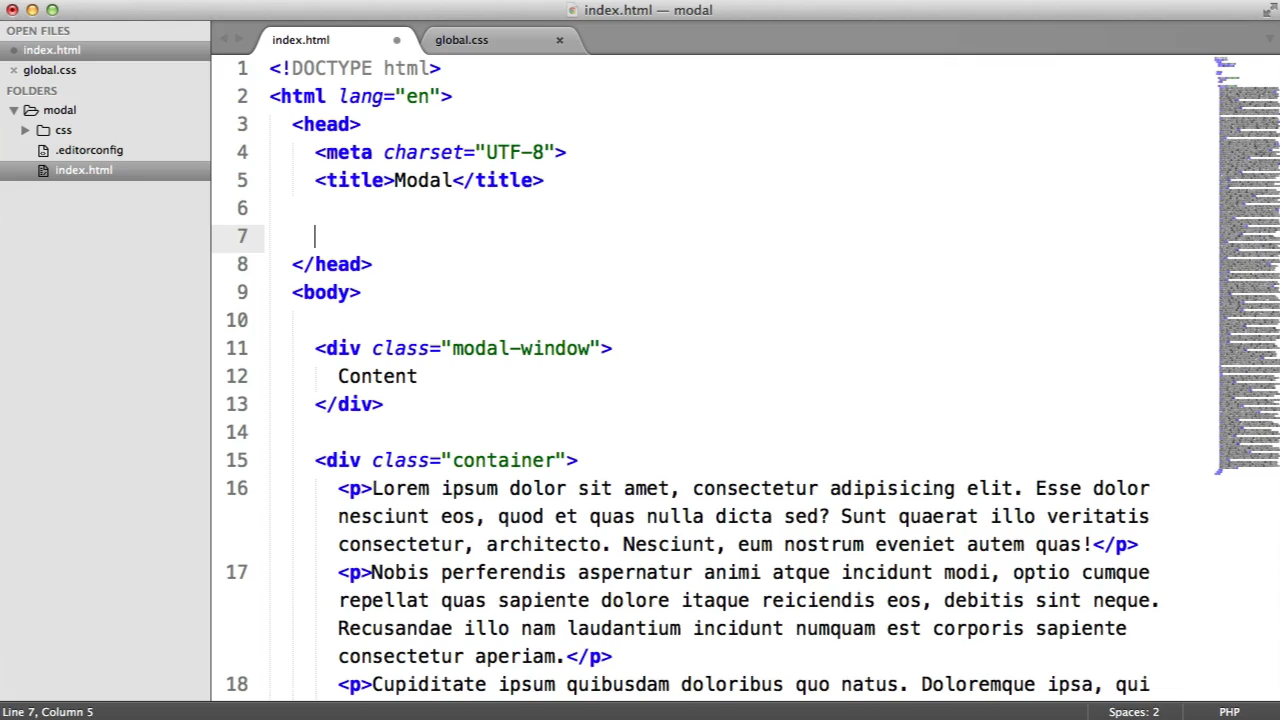 index.html — modal
OPEN FILES
index.html
global.css
FOLDERS
modal
css
.editorconfig
index.html
index.html
global.css
1 <!DOCTYPE html>
2 <html lang="en">
3 <head>
4 <meta charset="UTF-8">
5 <title>Modal</title>
6
7
8 </head>
9 <body>
10
11 <div class="modal-window">
12 Content
13 </div>
14
15 <div class="container">
16 <p>Lorem ipsum dolor sit amet, consectetur adipisicing elit. Esse dolor
nesciunt eos, quod et quas nulla dicta sed? Sunt quaerat illo veritatis
consectetur, architecto. Nesciunt, eum nostrum eveniet autem quas!</p>
17 <p>Nobis perferendis aspernatur animi atque incidunt modi, optio cumque
repellat quas sapiente dolore itaque reiciendis eos, debitis sint neque.
Recusandae illo nam laudantium incidunt numquam est corporis sapiente
consectetur aperiam.</p>
18 <p>Cupiditate ipsum quibusdam doloribus quo natus. Doloremque ipsa, qui
Line 7, Column 5
Spaces: 2
PHP